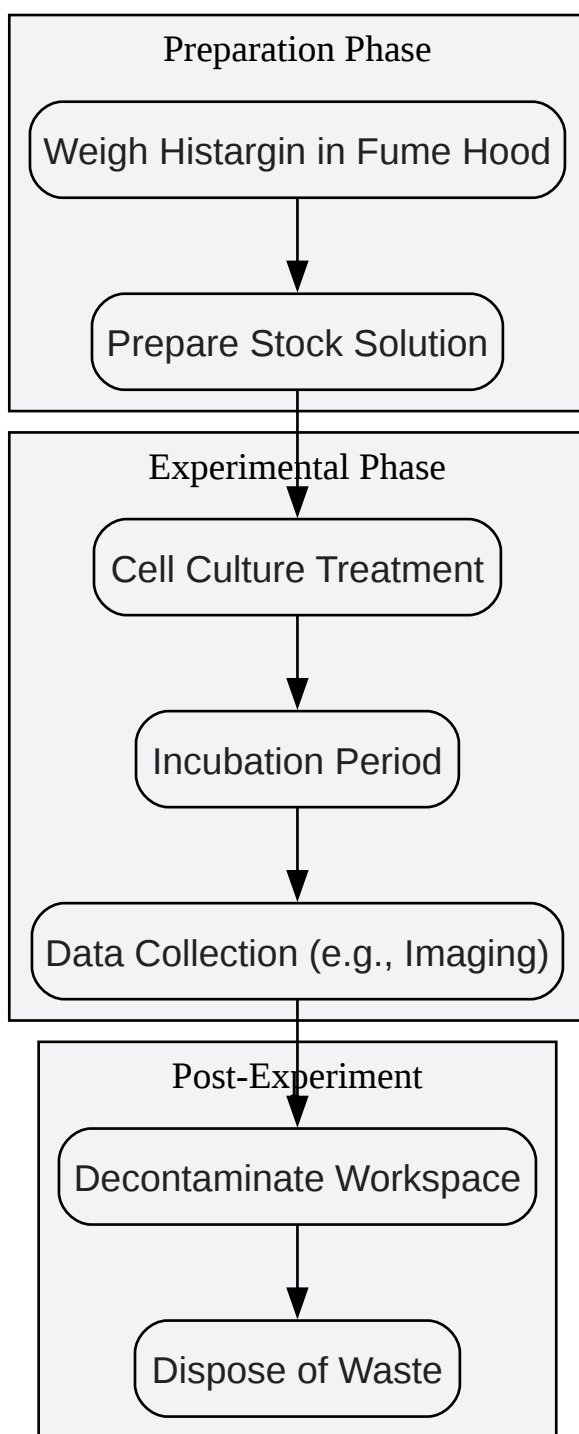 Preparation Phase
Weigh Histargin in Fume Hood
Prepare Stock Solution
Experimental Phase
Cell Culture Treatment
Incubation Period
Data Collection (e.g., Imaging)
Post-Experiment
Decontaminate Workspace
Dispose of Waste